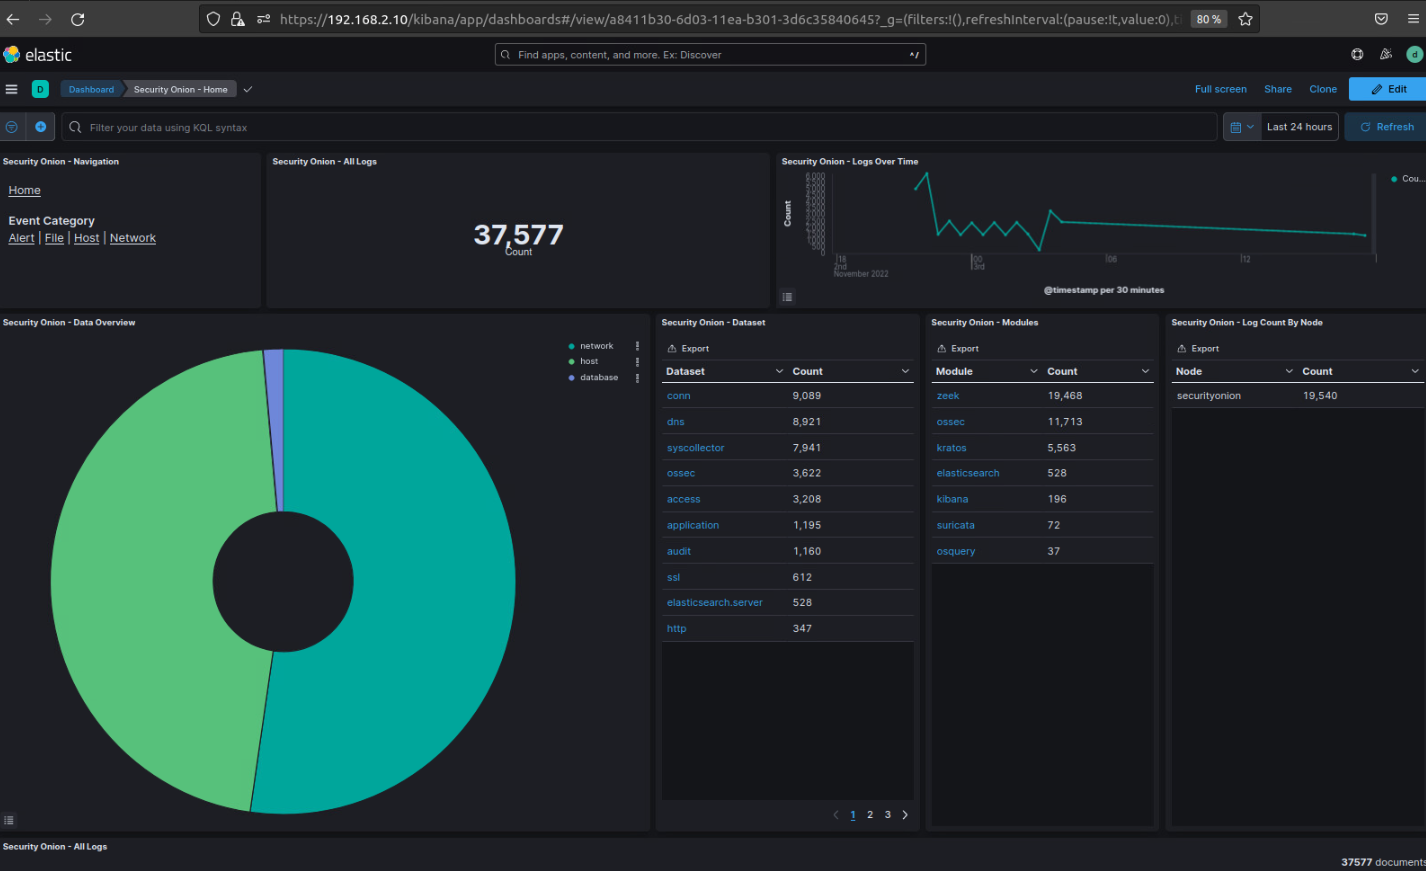 https://192.168.2.10/kibana/app/dashboards#/view/a8411b30-6d03-11ea-b301-3d6c35840645?_g=(filters:!(),refreshInterval:(pause:!t,value:0),ti
80 %
elastic
Find apps, content, and more. Ex: Discover
^/
d
D
Dashboard
Security Onion - Home
Full screen
Share
Clone
Edit
Filter your data using KQL syntax
Last 24 hours
Refresh
Security Onion - Navigation
Home
Event Category
Alert | File | Host | Network
Security Onion - All Logs
37,577
Count
Security Onion - Logs Over Time
Count
6,000
500
0
18
2nd
November 2022
00
3rd
06
12
@timestamp per 30 minutes
Cou...
Security Onion - Data Overview
network
host
database
Security Onion - Dataset
Export
Dataset Count
conn 9,089
dns 8,921
syscollector 7,941
ossec 3,622
access 3,208
application 1,195
audit 1,160
ssl 612
elasticsearch.server 528
http 347
1 2 3
Security Onion - Modules
Export
Module Count
zeek 19,468
ossec 11,713
kratos 5,563
elasticsearch 528
kibana 196
suricata 72
osquery 37
Security Onion - Log Count By Node
Export
Node Count
securityonion 19,540
Security Onion - All Logs
37577 documents